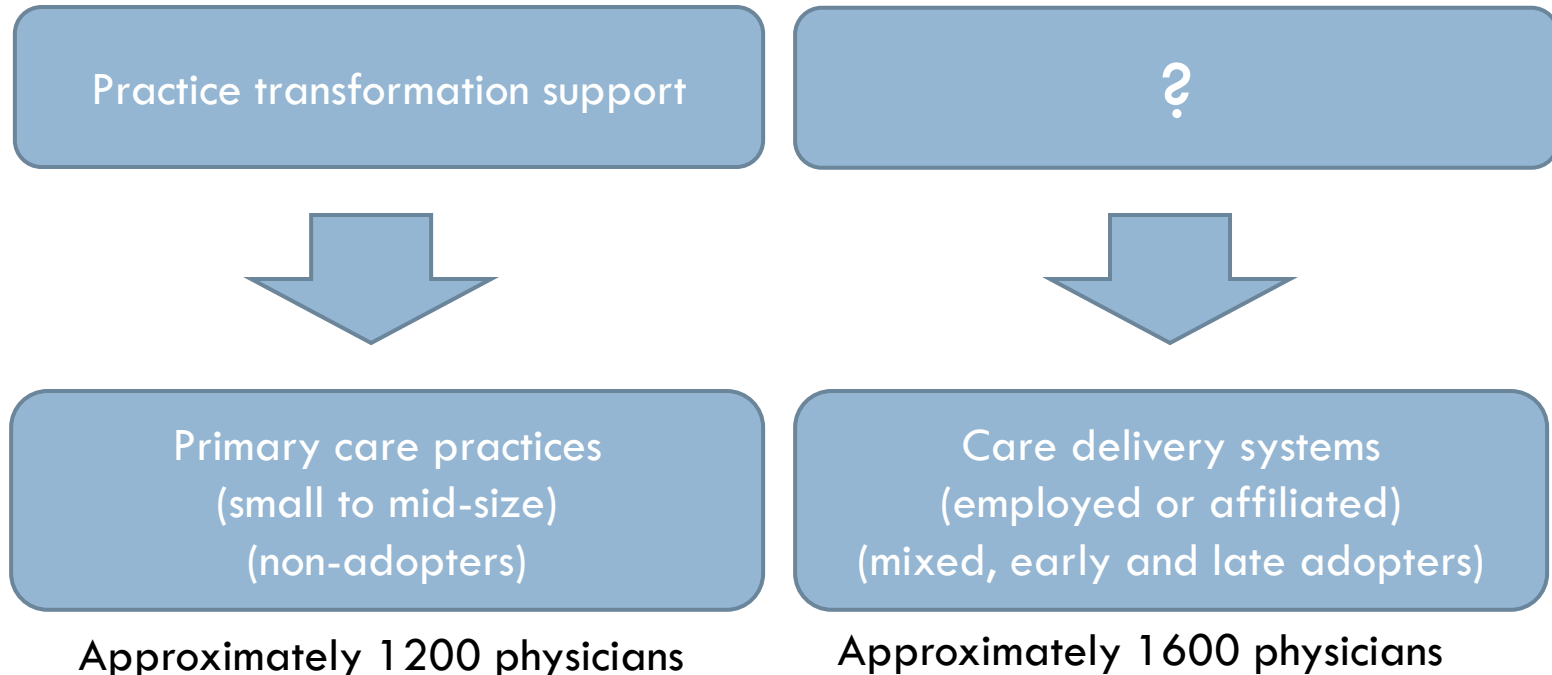 Practice transformation support
?
Primary care practices
(small to mid-size)
(non-adopters)
Care delivery systems
(employed or affiliated)
(mixed, early and late adopters)
Approximately 1200 physicians
Approximately 1600 physicians